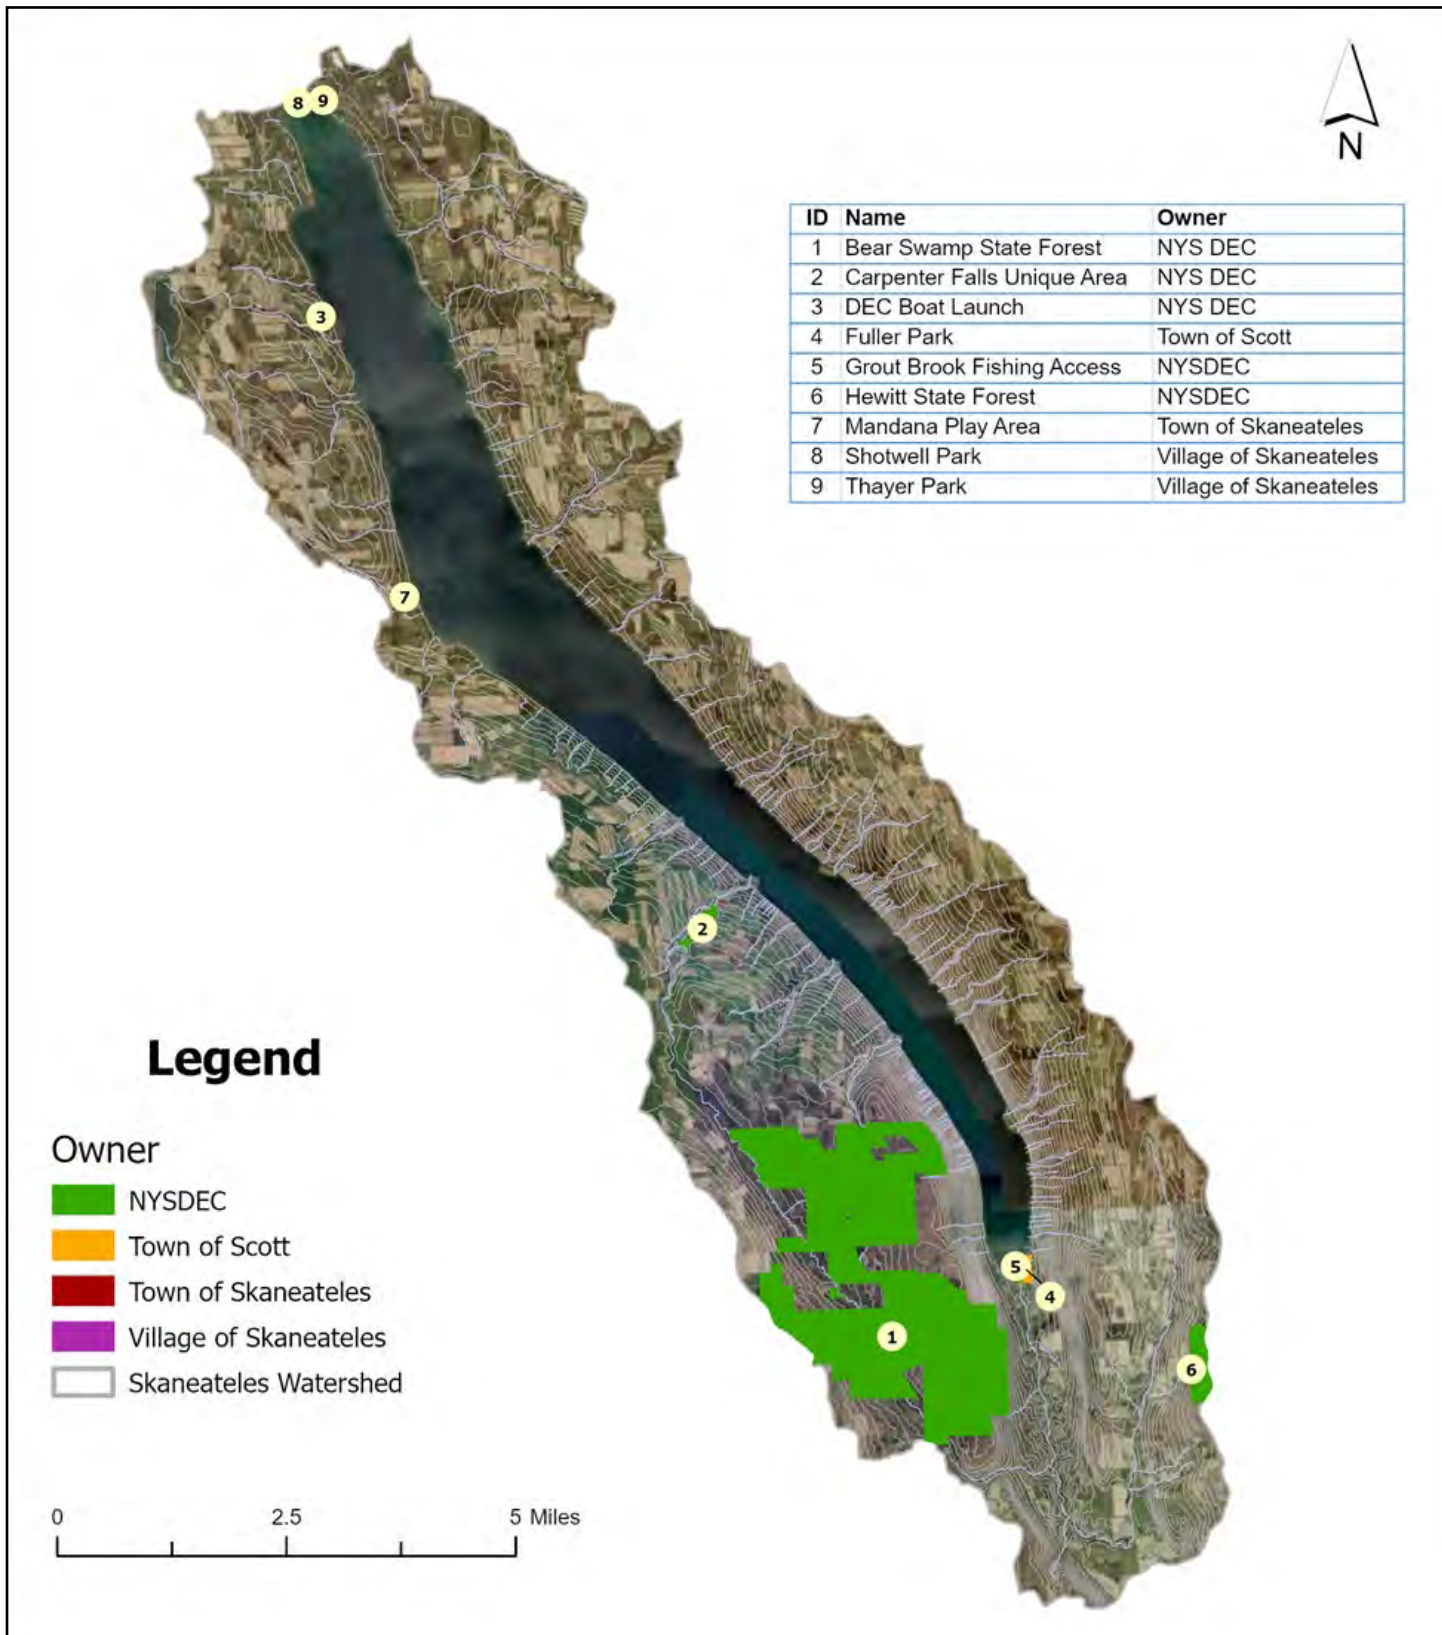 8
9
N
ID Name Owner
1 Bear Swamp State Forest NYS DEC
2 Carpenter Falls Unique Area NYS DEC
3 DEC Boat Launch NYS DEC
4 Fuller Park Town of Scott
5 Grout Brook Fishing Access NYSDEC
6 Hewitt State Forest NYSDEC
7 Mandana Play Area Town of Skaneateles
8 Shotwell Park Village of Skaneateles
9 Thayer Park Village of Skaneateles
3
7
2
5
4
1
6
Legend
Owner
NYSDEC
Town of Scott
Town of Skaneateles
Village of Skaneateles
Skaneateles Watershed
0 2.5 5 Miles